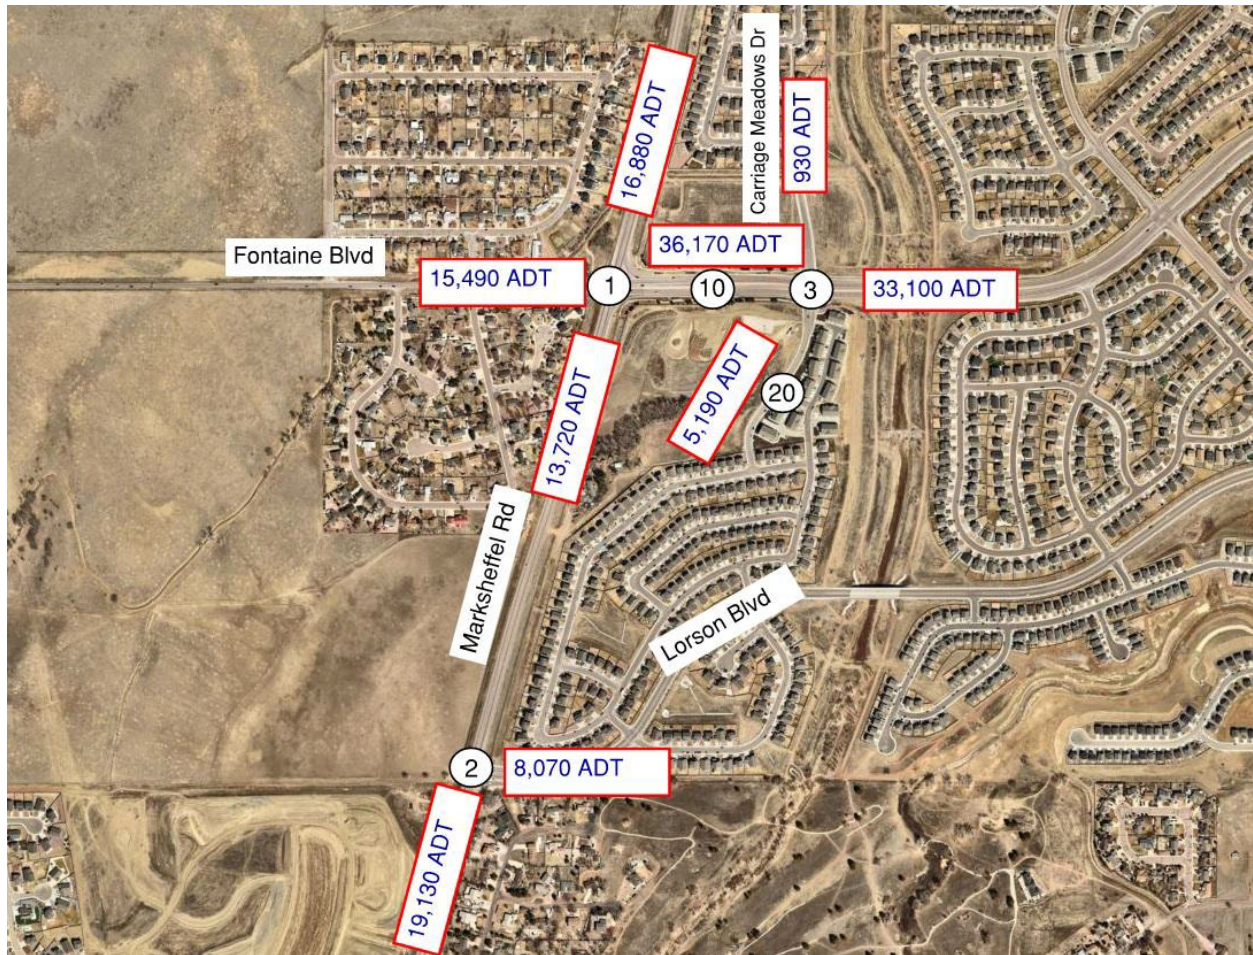 Carriage Meadows Dr
16,880 ADT
930 ADT
36,170 ADT
Fontaine Blvd
15,490 ADT
1
10
3
33,100 ADT
5,190 ADT
20
13,720 ADT
Marksheffel Rd
Lorson Blvd
2
8,070 ADT
19,130 ADT